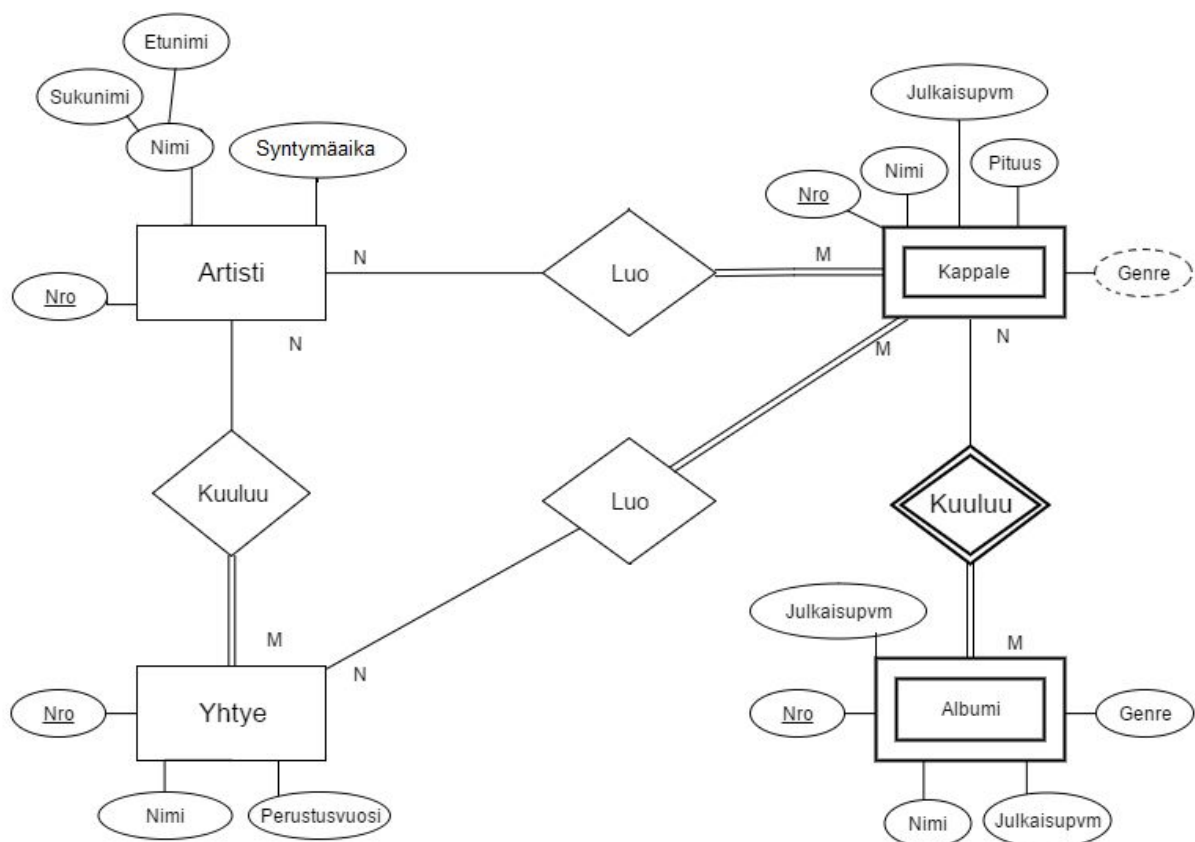 Etunimi
Sukunimi
Nimi
Syntymäaika
Julkaisupvm
Nimi
Pituus
Nro
Artisti
N
Luo
M
Kappale
Genre
Nro
N
M
N
Kuuluu
Luo
Kuuluu
Julkaisupvm
M
N
M
Nro
Yhtye
Nro
Albumi
Genre
Nimi
Perustusvuosi
Nimi
Julkaisupvm